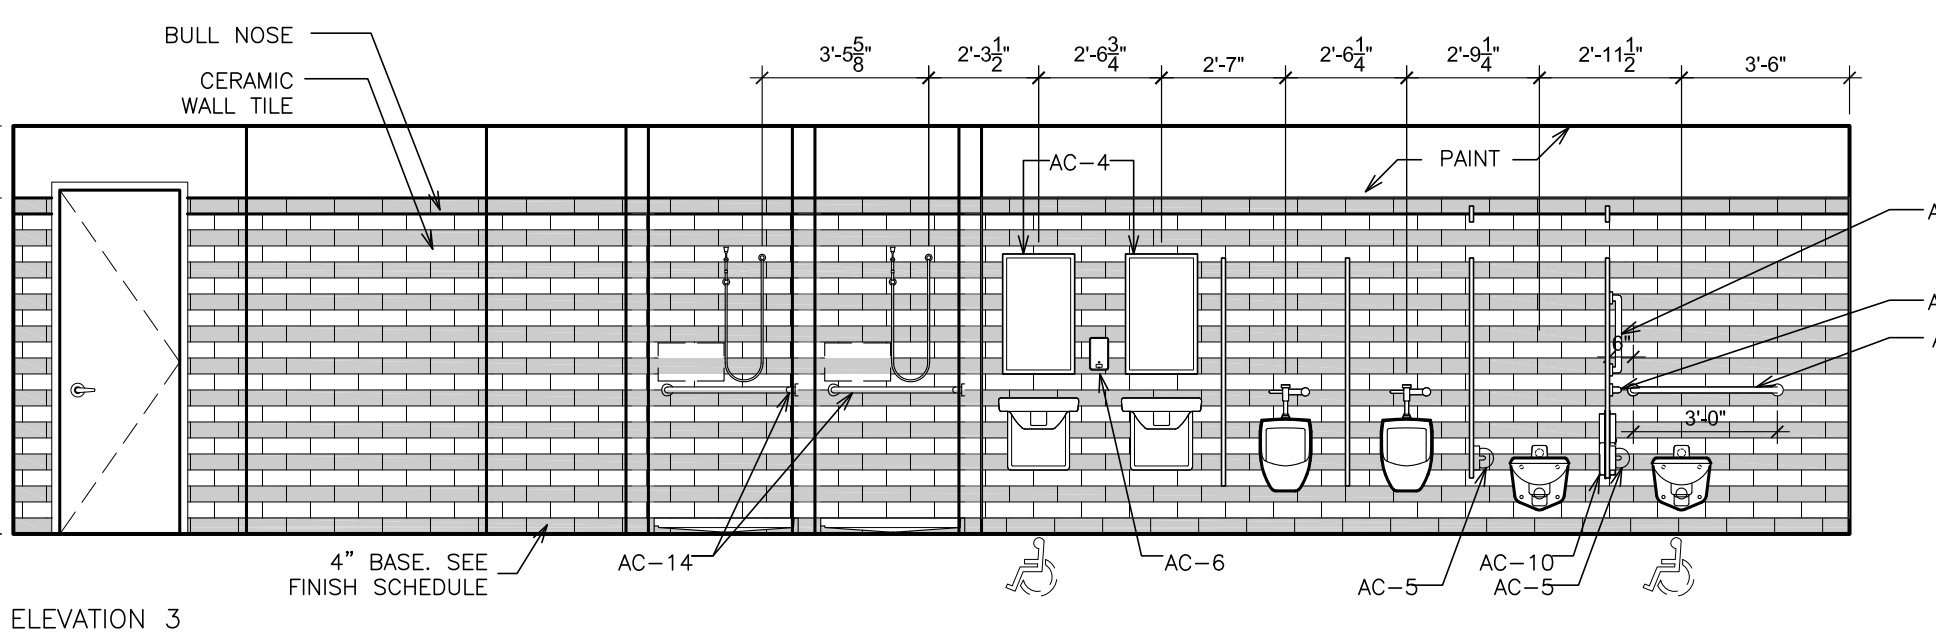 BULL NOSE
CERAMIC
WALL TILE
3'-5 5/8"
2'-3 1/2"
2'-6 3/4"
2'-7"
2'-6 1/4"
2'-9 1/4"
2'-11 1/2"
3'-6"
AC-4
PAINT
6"
3'-0"
4" BASE. SEE
FINISH SCHEDULE
AC-14
AC-6
AC-5
AC-10
AC-5
ELEVATION 3